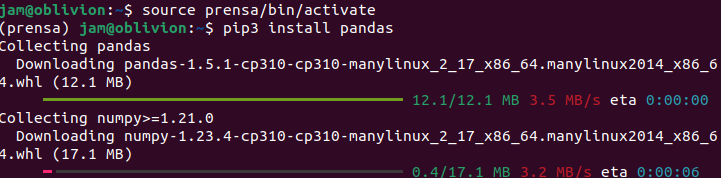 jam@oblivion:~$ source prensa/bin/activate
(prensa) jam@oblivion:~$ pip3 install pandas
Collecting pandas
  Downloading pandas-1.5.1-cp310-cp310-manylinux_2_17_x86_64.manylinux2014_x86_6
4.whl (12.1 MB)
12.1/12.1 MB 3.5 MB/s eta 0:00:00
Collecting numpy>=1.21.0
  Downloading numpy-1.23.4-cp310-cp310-manylinux_2_17_x86_64.manylinux2014_x86_6
4.whl (17.1 MB)
0.4/17.1 MB 3.2 MB/s eta 0:00:06